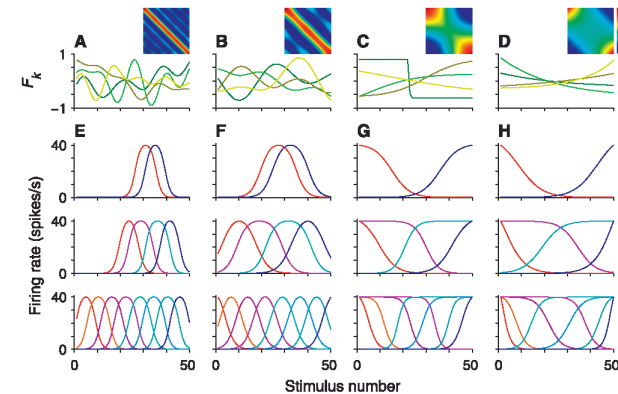 A B C D
1
F_k
−1
E F G H
40
0
40
0
40
0
Firing rate (spikes/s)
0 50 0 50 0 50 0 50
Stimulus number